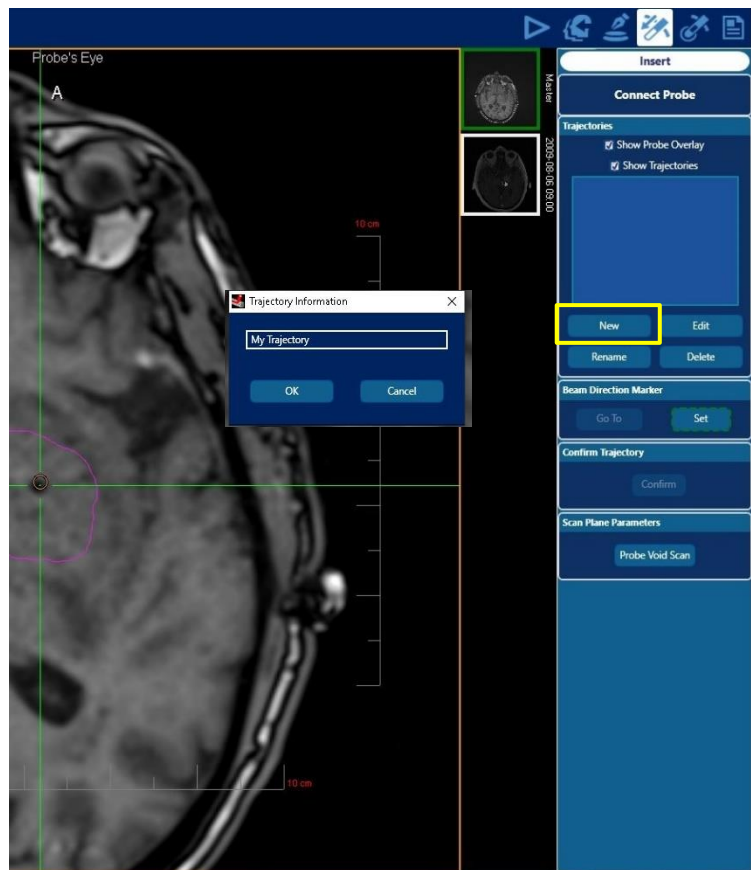 Probe's Eye
A
10 cm
10 cm
Master
2009-08-06 09:00
Trajectory Information
My Trajectory
OK
Cancel
Insert
Connect Probe
Trajectories
Show Probe Overlay
Show Trajectories
New
Edit
Rename
Delete
Beam Direction Marker
Go To
Set
Confirm Trajectory
Confirm
Scan Plane Parameters
Probe Void Scan